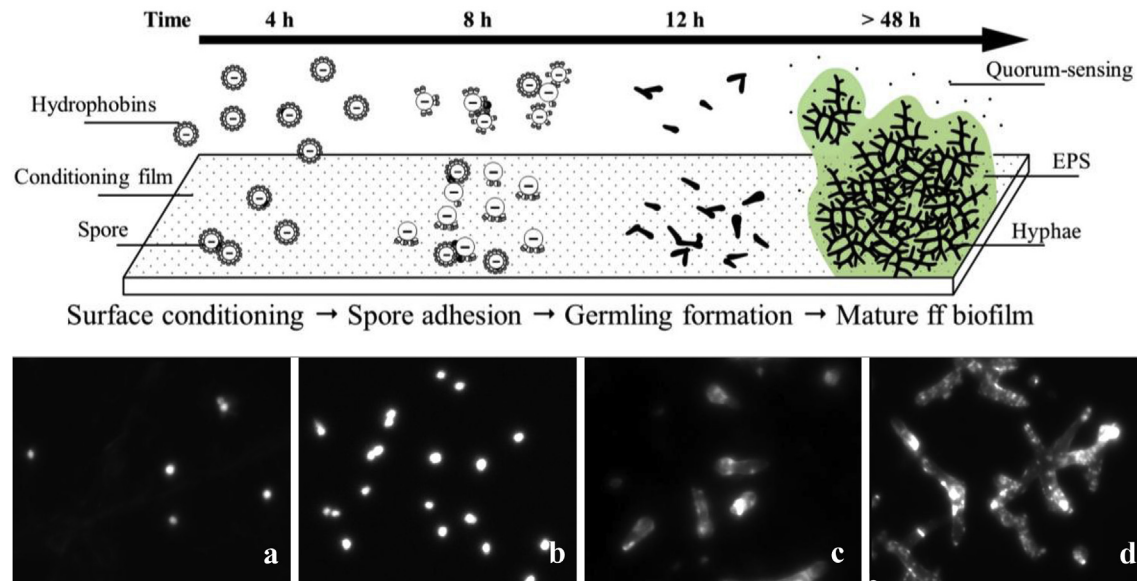 Time 4 h 8 h 12 h > 48 h
Quorum-sensing
Hydrophobins
EPS
Conditioning film
Spore
Hyphae
Surface conditioning → Spore adhesion → Germling formation → Mature ff biofilm
a b c d